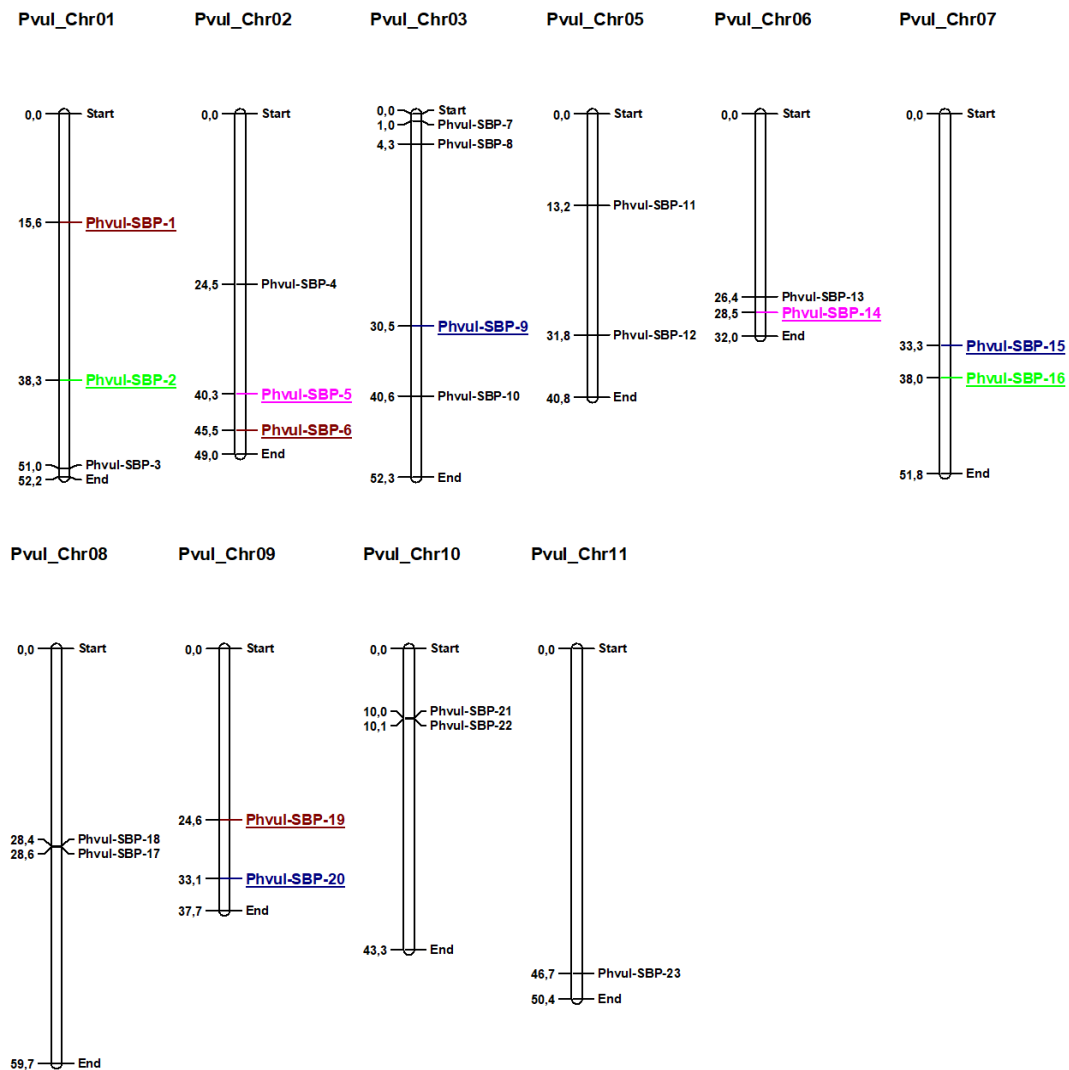 Pvul_Chr01
0,0 Start
15,6 Phvul-SBP-1
38,3 Phvul-SBP-2
51,0 Phvul-SBP-3
52,2 End
Pvul_Chr02
0,0 Start
24,5 Phvul-SBP-4
40,3 Phvul-SBP-5
45,5 Phvul-SBP-6
49,0 End
Pvul_Chr03
0,0 Start
1,0 Phvul-SBP-7
4,3 Phvul-SBP-8
30,5 Phvul-SBP-9
40,6 Phvul-SBP-10
52,3 End
Pvul_Chr05
0,0 Start
13,2 Phvul-SBP-11
31,8 Phvul-SBP-12
40,8 End
Pvul_Chr06
0,0 Start
26,4 Phvul-SBP-13
28,5 Phvul-SBP-14
32,0 End
Pvul_Chr07
0,0 Start
33,3 Phvul-SBP-15
38,0 Phvul-SBP-16
51,8 End
Pvul_Chr08
0,0 Start
28,4 Phvul-SBP-18
28,6 Phvul-SBP-17
59,7 End
Pvul_Chr09
0,0 Start
24,6 Phvul-SBP-19
33,1 Phvul-SBP-20
37,7 End
Pvul_Chr10
0,0 Start
10,0 Phvul-SBP-21
10,1 Phvul-SBP-22
43,3 End
Pvul_Chr11
0,0 Start
46,7 Phvul-SBP-23
50,4 End